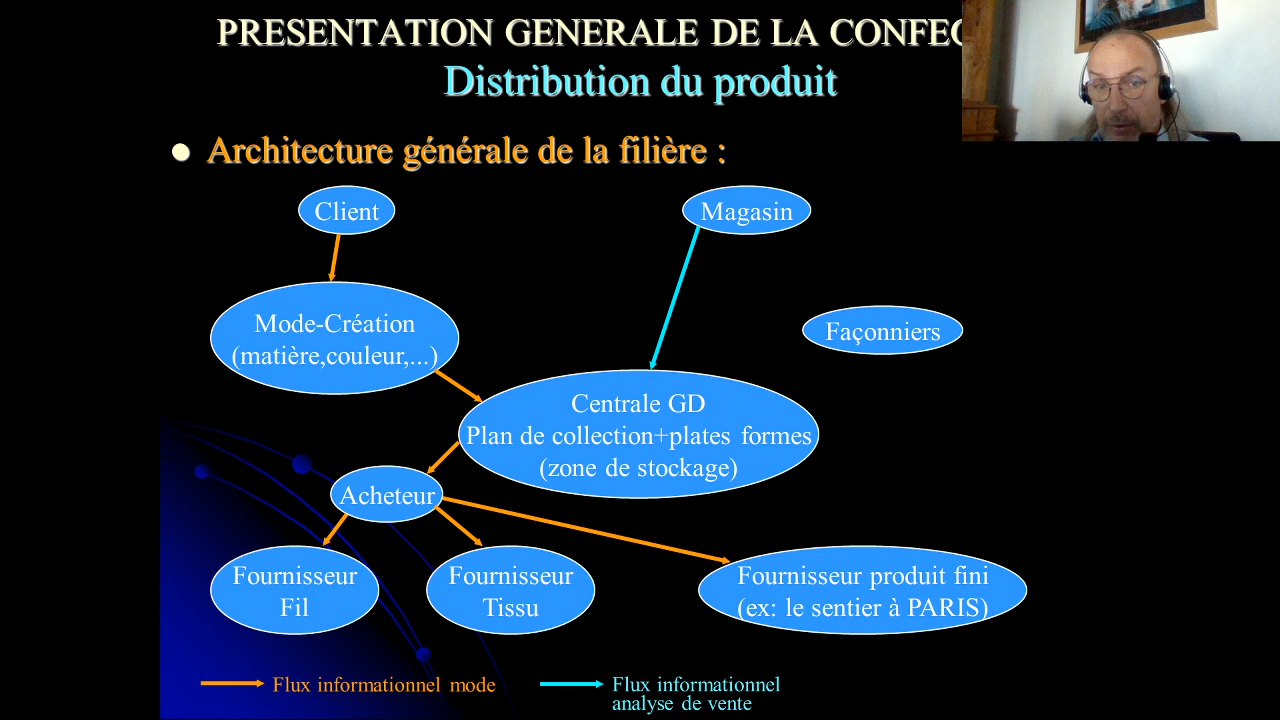 PRESENTATION GENERALE DE LA CONFEC
Distribution du produit
Architecture générale de la filière :
Client
Magasin
Mode-Création
(matière,couleur,...)
Façonniers
Centrale GD
Plan de collection+plates formes
(zone de stockage)
Acheteur
Fournisseur
Fil
Fournisseur
Tissu
Fournisseur produit fini
(ex: le sentier à PARIS)
Flux informationnel mode
Flux informationnel
analyse de vente